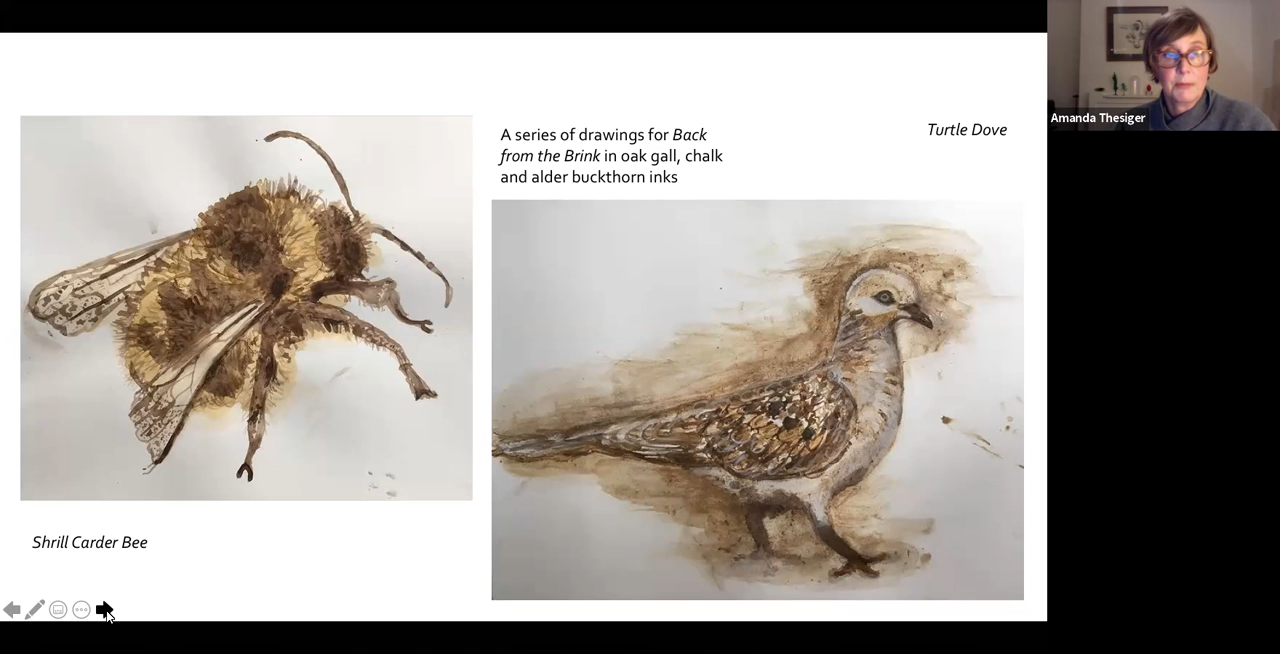 A series of drawings for Back
from the Brink in oak gall, chalk
and alder buckthorn inks
Turtle Dove
Amanda Thesiger
Shrill Carder Bee